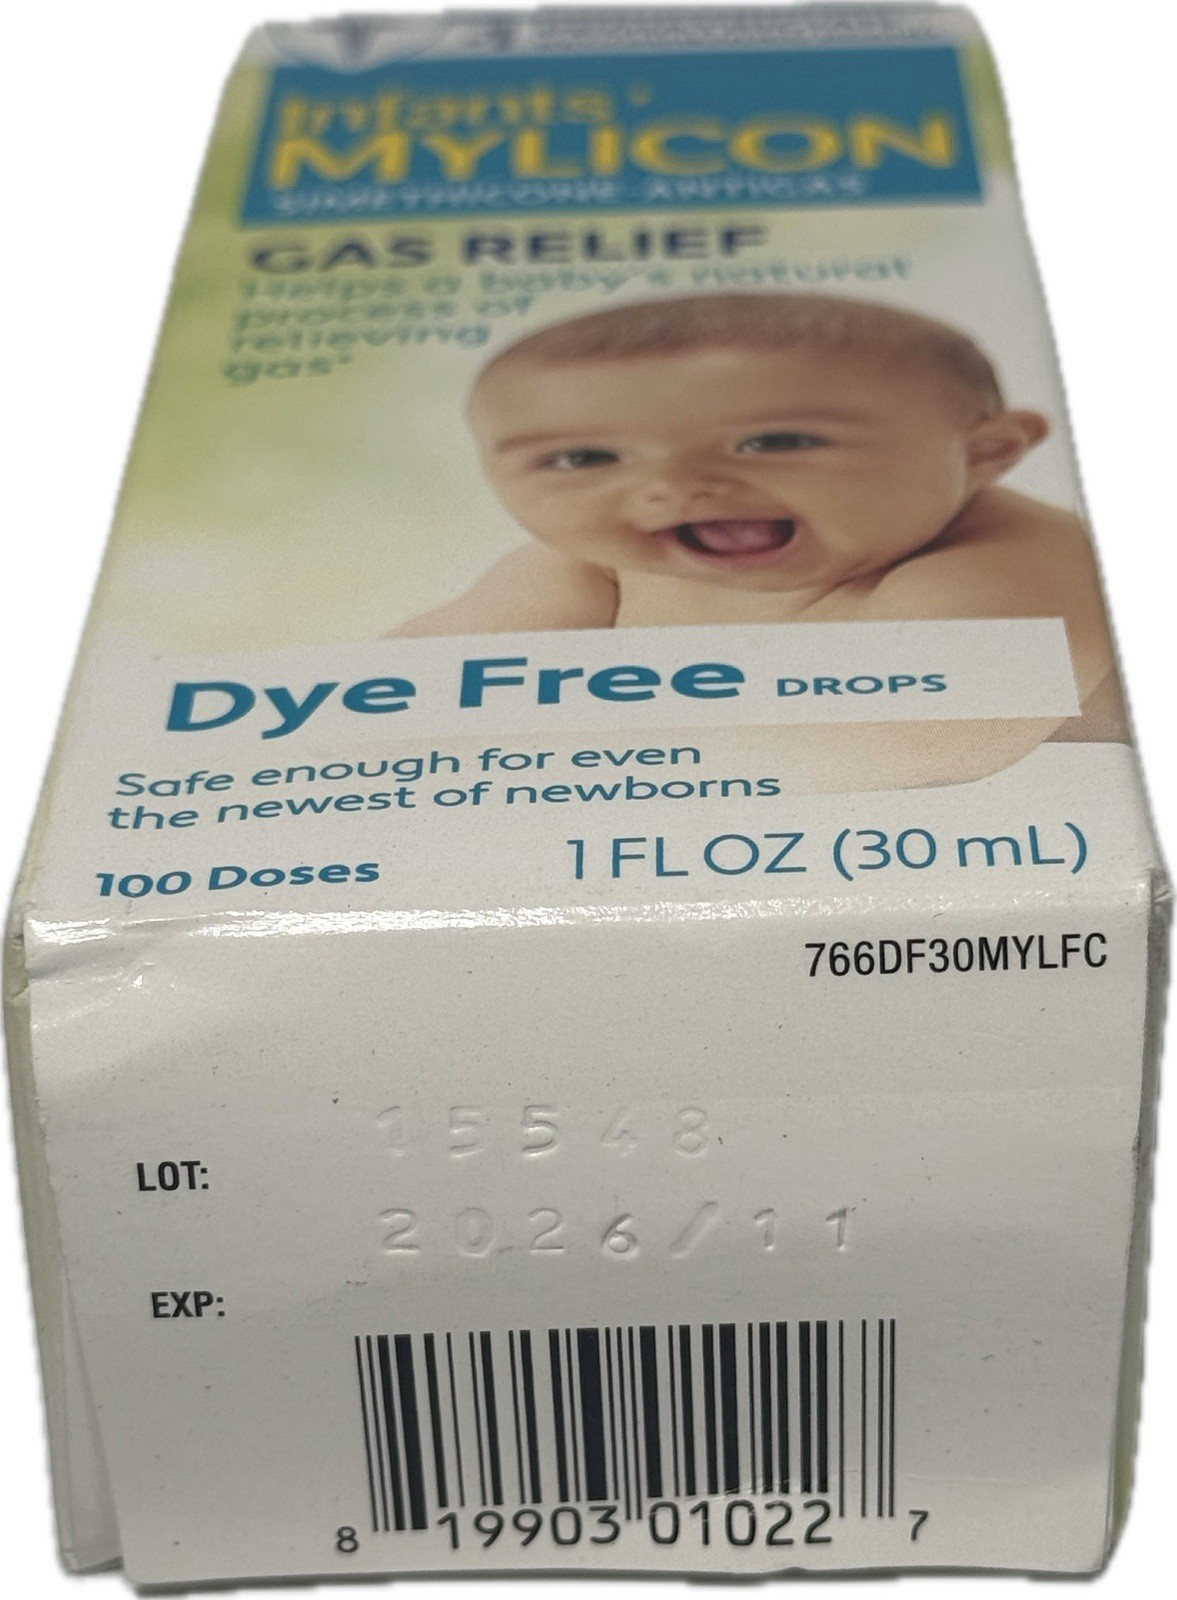 Infants'
MYLICON
SIMETHICONE-ANTIGAS
GAS RELIEF
Helps a baby's natural
process of
relieving
gas*
Dye Free DROPS
Safe enough for even
the newest of newborns
100 Doses 1 FL OZ (30 mL)
766DF30MYLFC
15548
LOT:
2026/11
EXP:
8 19903 01022 7